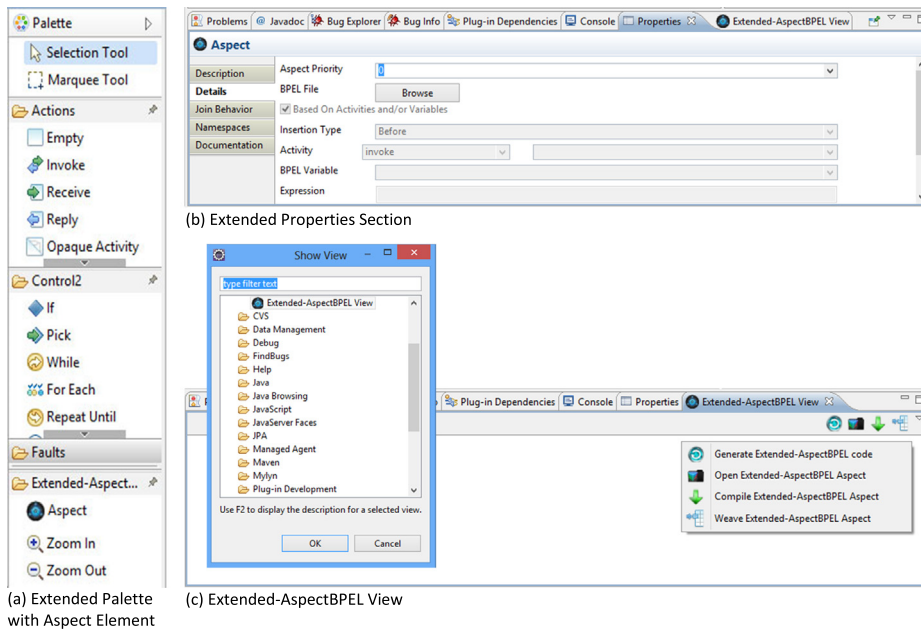 Palette
Selection Tool
Marquee Tool
Actions
Empty
Invoke
Receive
Reply
Opaque Activity
Control2
If
Pick
While
For Each
Repeat Until
Faults
Extended-Aspect...
Aspect
Zoom In
Zoom Out
(a) Extended Palette
with Aspect Element
Problems @ Javadoc Bug Explorer Bug Info Plug-in Dependencies Console Properties Extended-AspectBPEL View
Aspect
Description
Details
Join Behavior
Namespaces
Documentation
Aspect Priority 0
BPEL File Browse
Based On Activities and/or Variables
Insertion Type Before
Activity invoke
BPEL Variable
Expression
(b) Extended Properties Section
Show View
type filter text
Extended-AspectBPEL View
CVS
Data Management
Debug
FindBugs
Help
Java
Java Browsing
JavaScript
JavaServer Faces
JPA
Managed Agent
Maven
Mylyn
Plug-in Development
Use F2 to display the description for a selected view.
OK Cancel
Plug-in Dependencies Console Properties Extended-AspectBPEL View
Generate Extended-AspectBPEL code
Open Extended-AspectBPEL Aspect
Compile Extended-AspectBPEL Aspect
Weave Extended-AspectBPEL Aspect
(c) Extended-AspectBPEL View